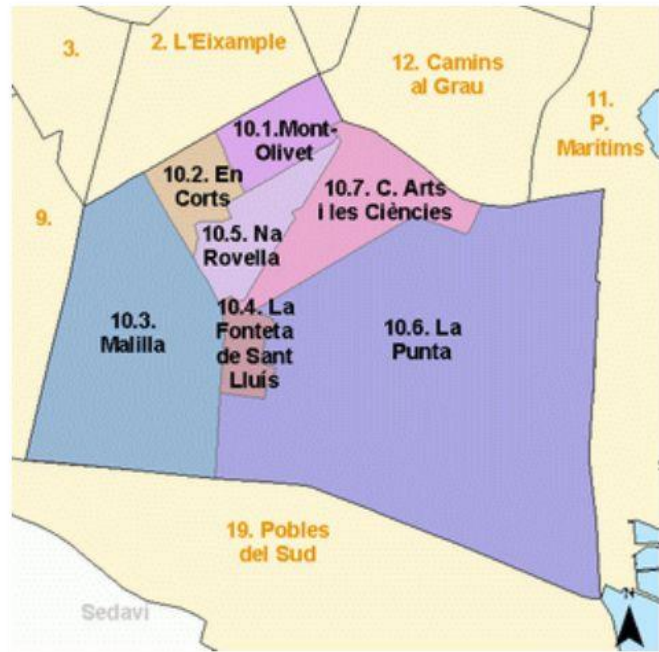 3.
2. L'Eixample
12. Camins
al Grau
11.
P.
Marítims
10.1.Mont-
Olivet
10.2. En
Corts
10.7. C. Arts
i les Ciències
9.
10.5. Na
Rovella
10.3.
Malilla
10.4. La
Fonteta
de Sant
Lluís
10.6. La
Punta
19. Pobles
del Sud
Sedaví
N